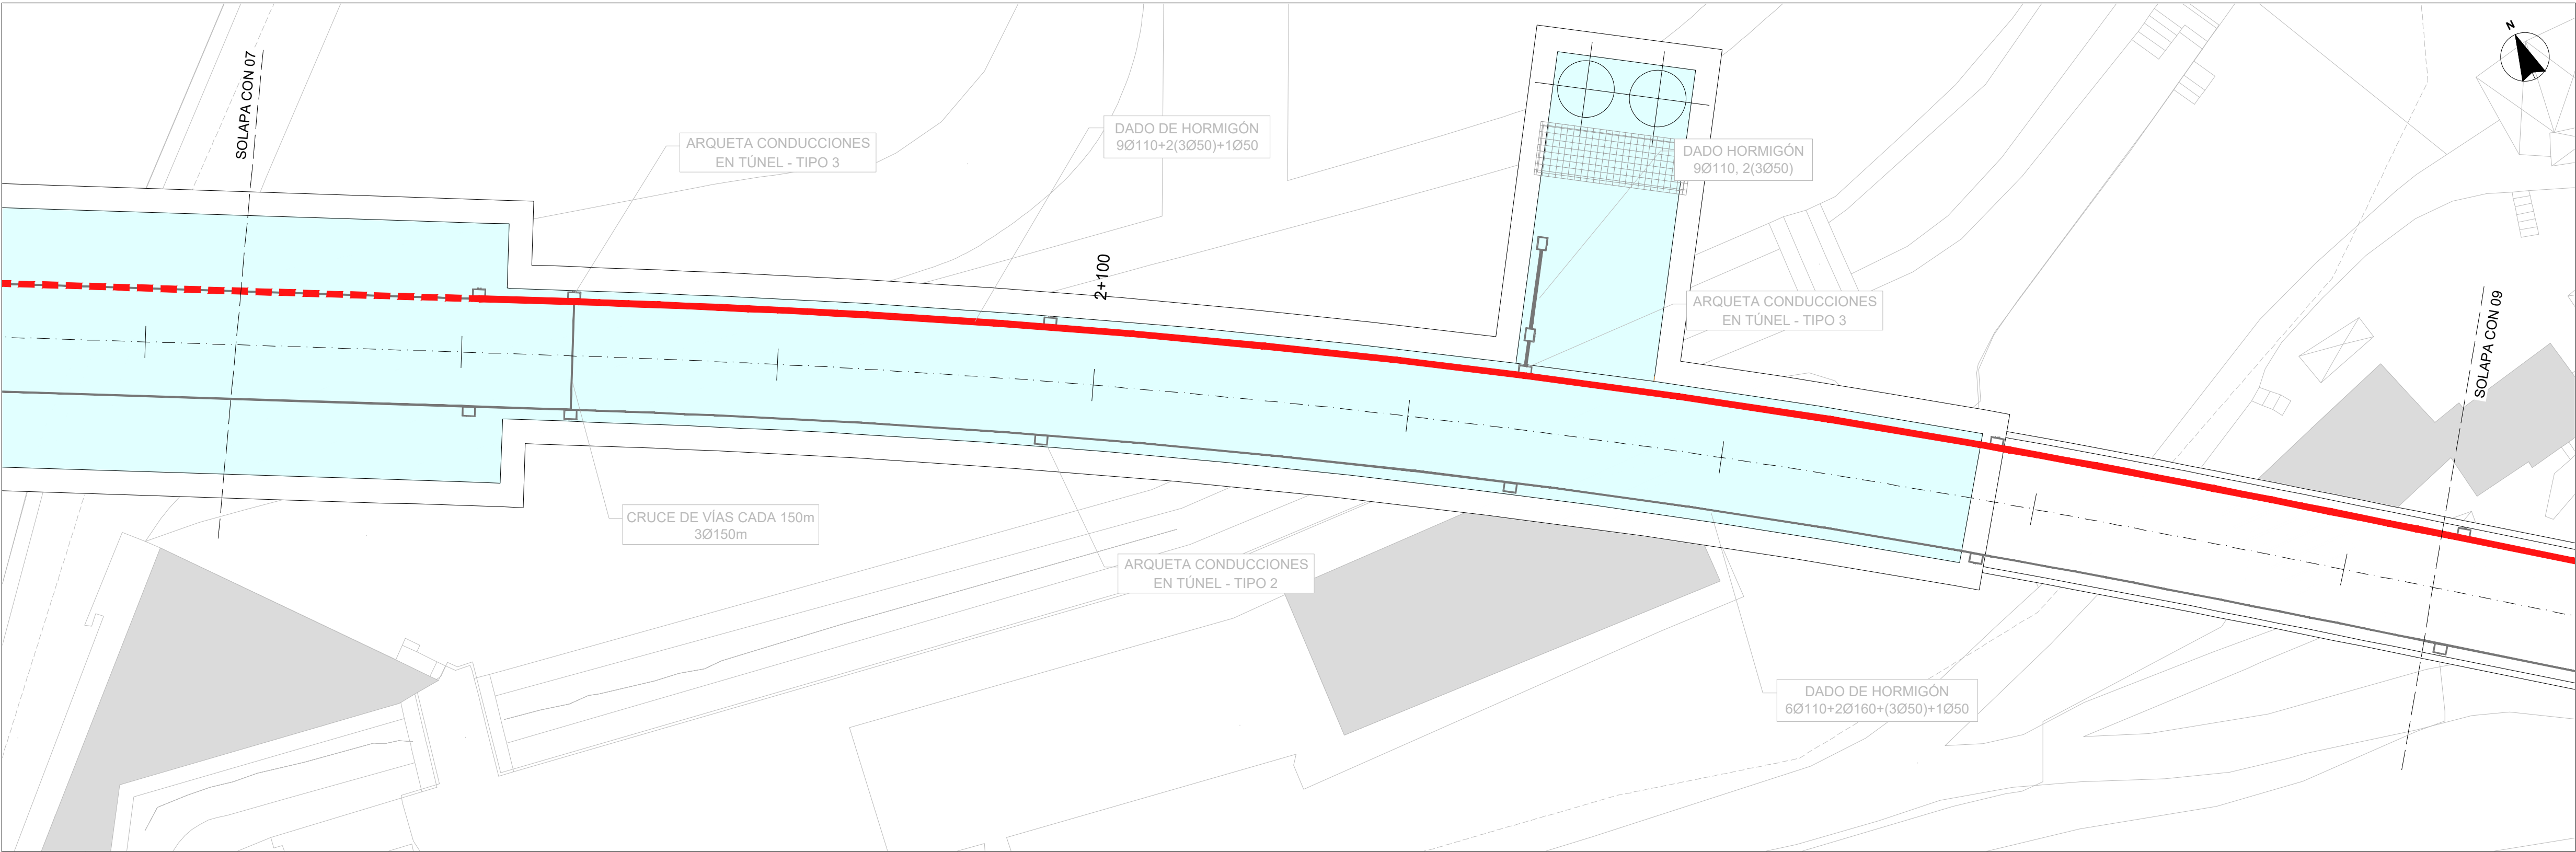 SOLAPA CON 07
ARQUETA CONDUCCIONES
EN TÚNEL - TIPO 3
DADO DE HORMIGÓN
9Ø110+2(3Ø50)+1Ø50
2+100
DADO HORMIGÓN
9Ø110, 2(3Ø50)
ARQUETA CONDUCCIONES
EN TÚNEL - TIPO 3
N
SOLAPA CON 09
CRUCE DE VÍAS CADA 150m
3Ø150m
ARQUETA CONDUCCIONES
EN TÚNEL - TIPO 2
DADO DE HORMIGÓN
6Ø110+2Ø160+(3Ø50)+1Ø50